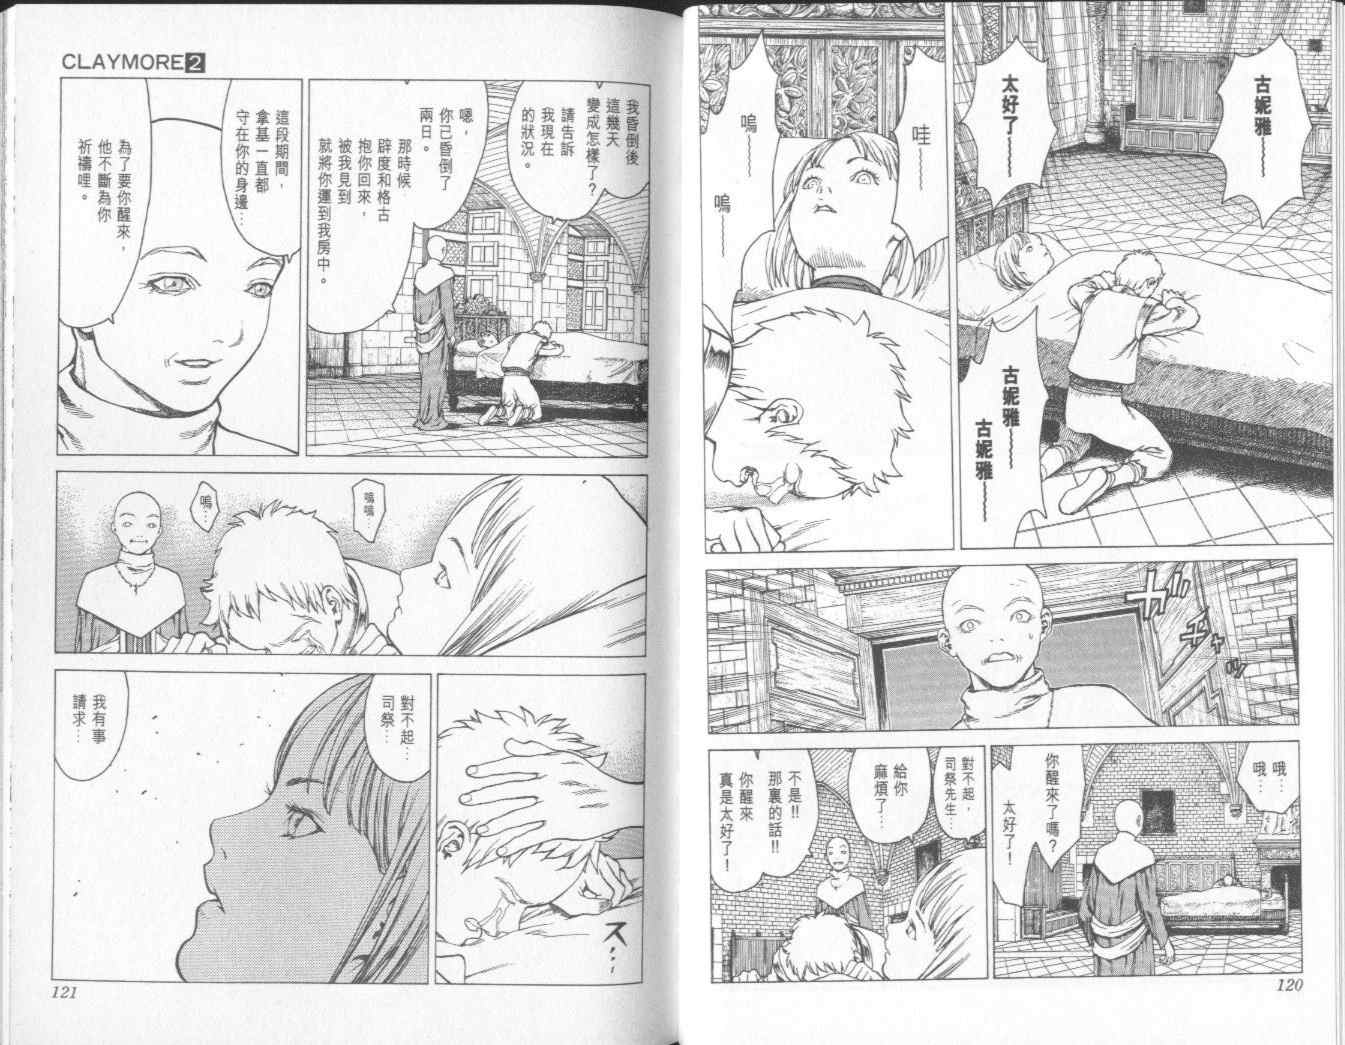 古妮雅~~~
太好了~~~
古妮雅~~~
古妮雅~~~
哇~~~
嗚~~~
嗚~~~
哦…
哦…
你醒來了嗎?
太好了!
對不起,
司祭先生…
給你
麻煩了…
不是!!
那裏的話!!
你醒來
真是太好了!
120
CLAYMORE2
我昏倒後
這幾天
變成怎樣了?
請告訴
我現在
的狀況。
嗯,
你已昏倒了
兩日。
那時候
辟度和格古
抱你回來,
被我見到
就將你運到我房中。
這段期間,
拿基一直都
守在你的身邊…
為了要你醒來,
他不斷為你
祈禱哩。
嗚嗚…
嗚…
ス…
對不起…
司祭…
我有事
請求…
121